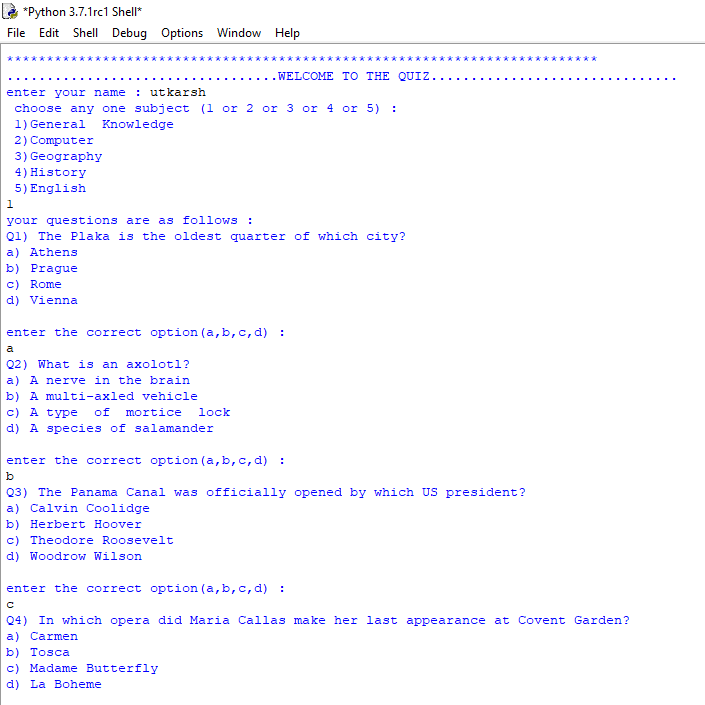 *Python 3.7.1rc1 Shell*
File Edit Shell Debug Options Window Help
**************************************************************************
..................................WELCOME TO THE QUIZ...............................
enter your name : utkarsh
 choose any one subject (1 or 2 or 3 or 4 or 5) :
 1)General  Knowledge
 2)Computer
 3)Geography
 4)History
 5)English
1
your questions are as follows :
Q1) The Plaka is the oldest quarter of which city?
a) Athens
b) Prague
c) Rome
d) Vienna

enter the correct option(a,b,c,d) :
a
Q2) What is an axolotl?
a) A nerve in the brain
b) A multi-axled vehicle
c) A type  of  mortice  lock
d) A species of salamander

enter the correct option(a,b,c,d) :
b
Q3) The Panama Canal was officially opened by which US president?
a) Calvin Coolidge
b) Herbert Hoover
c) Theodore Roosevelt
d) Woodrow Wilson

enter the correct option(a,b,c,d) :
c
Q4) In which opera did Maria Callas make her last appearance at Covent Garden?
a) Carmen
b) Tosca
c) Madame Butterfly
d) La Boheme